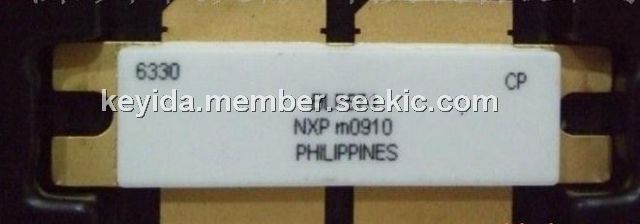 6330
CP
keyida.member.seekic.com
NXP m0910
PHILIPPINES